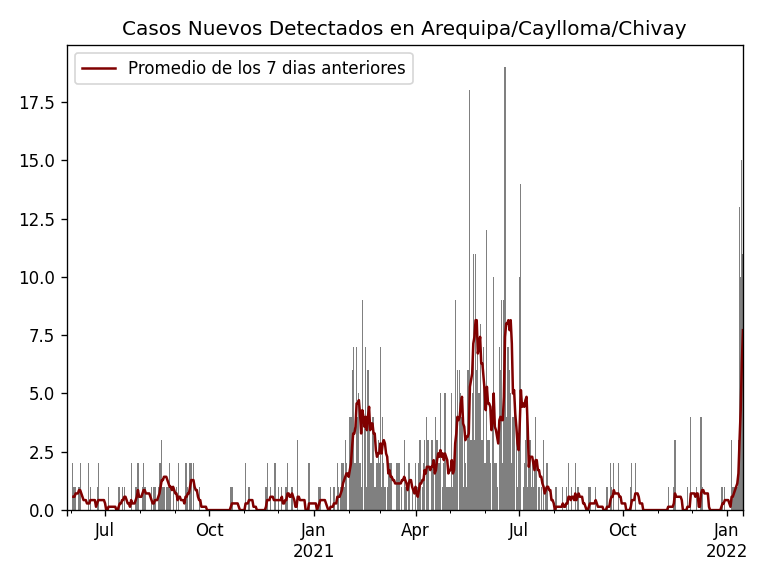 Casos Nuevos Detectados en Arequipa/Caylloma/Chivay
Promedio de los 7 dias anteriores
17.5
15.0
12.5
10.0
7.5
5.0
2.5
0.0
Jul
Oct
Jan
2021
Apr
Jul
Oct
Jan
2022